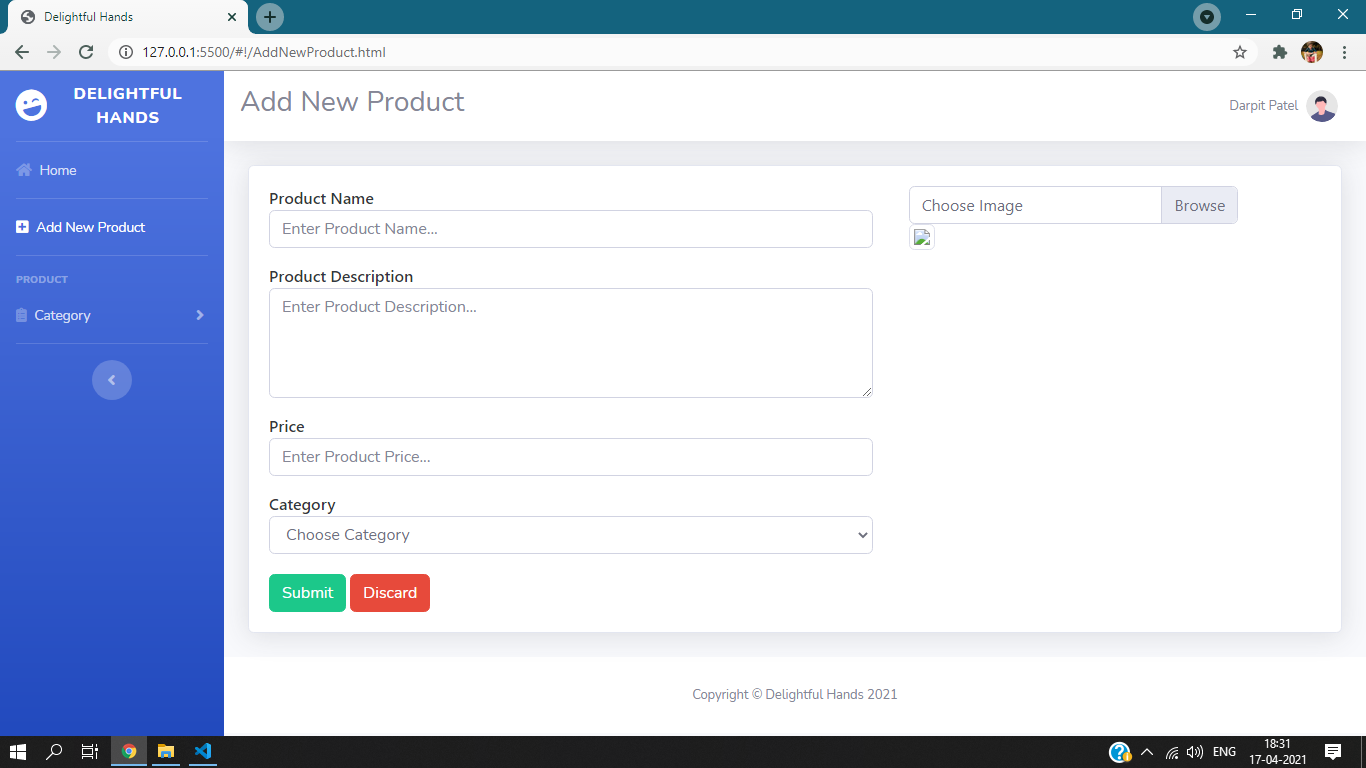 Delightful Hands
127.0.0.1:5500/#!/AddNewProduct.html
DELIGHTFUL
HANDS
Home
Add New Product
PRODUCT
Category
Add New Product
Darpit Patel
Product Name
Enter Product Name...
Product Description
Enter Product Description...
Price
Enter Product Price...
Category
Choose Category
Submit Discard
Choose Image Browse
Copyright © Delightful Hands 2021
ENG
18:31
17-04-2021